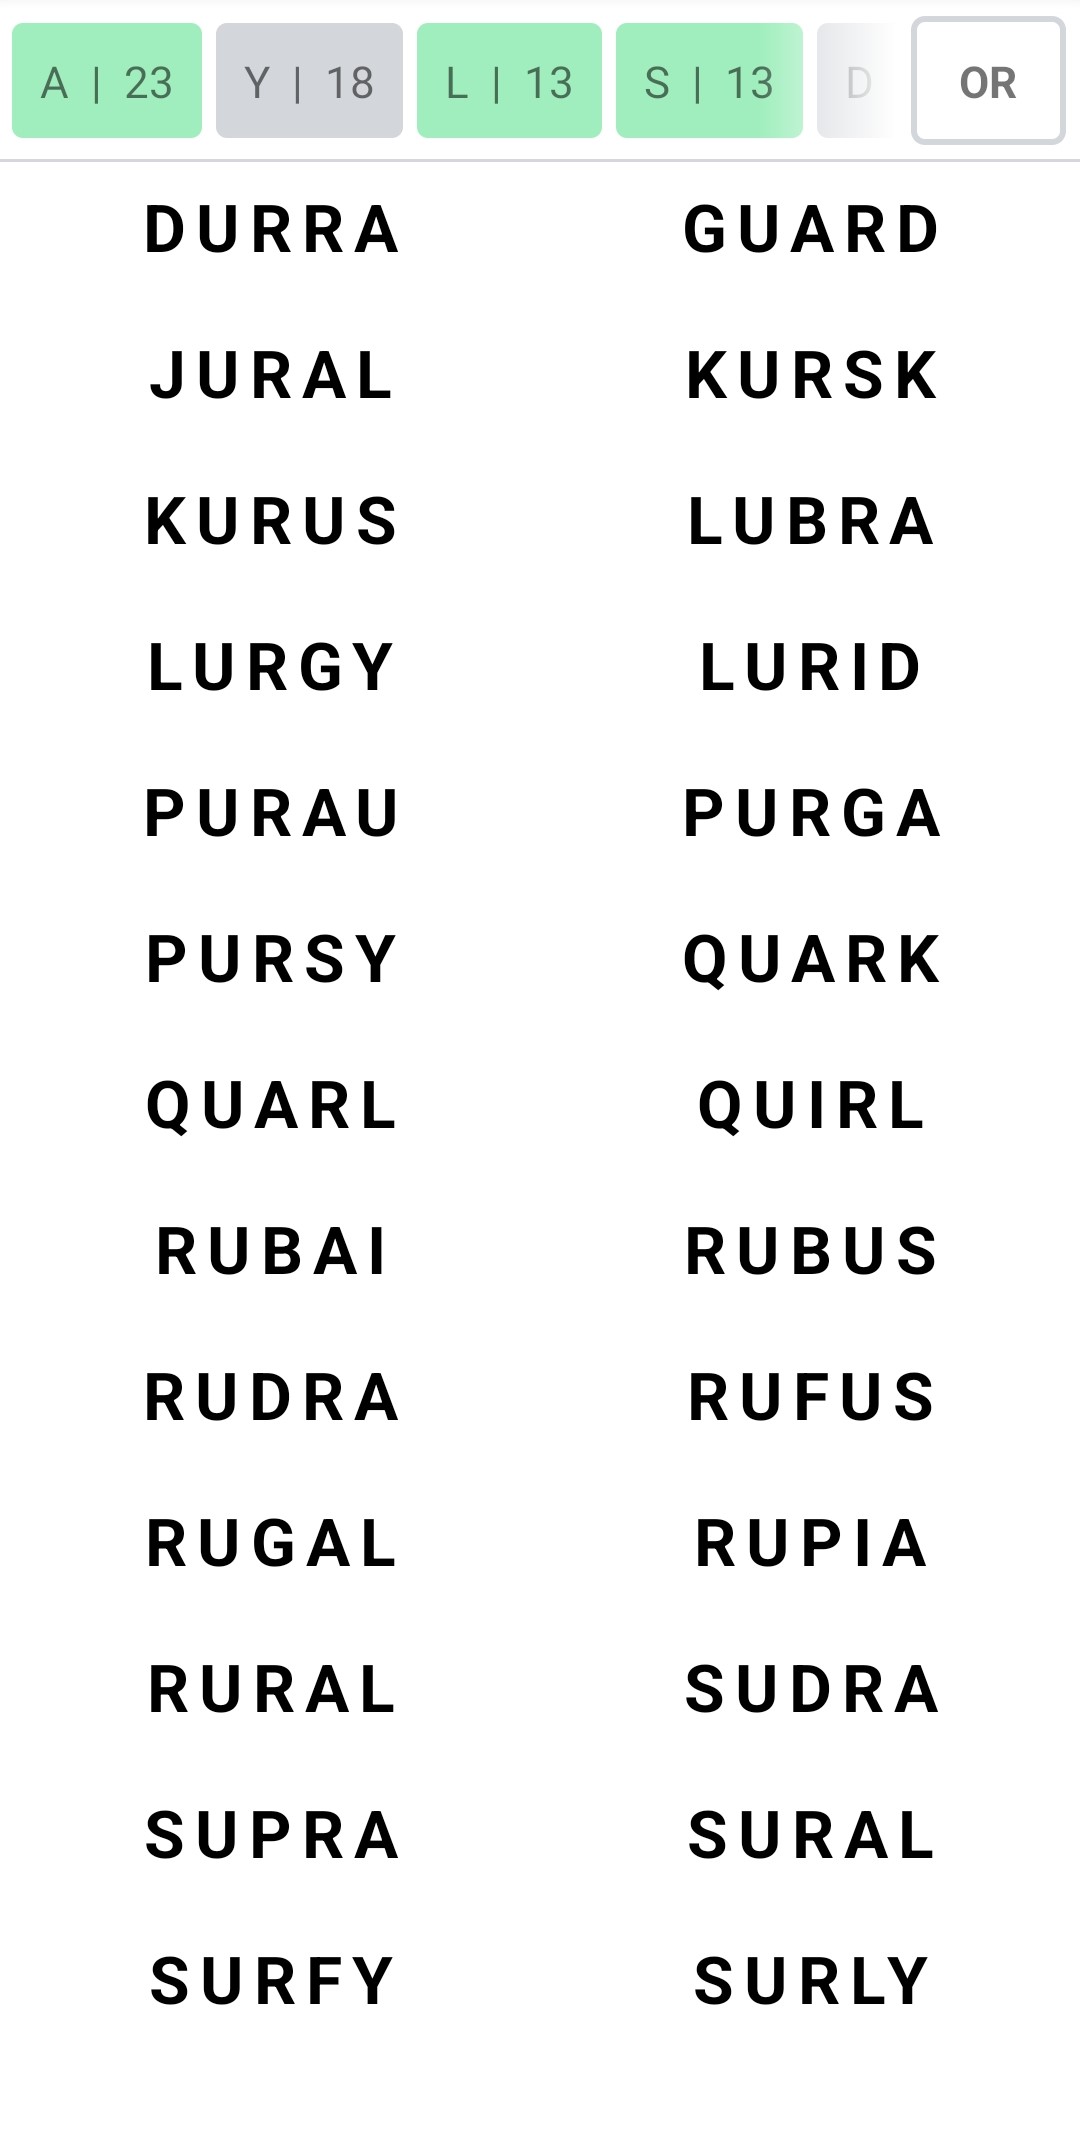 A | 23 Y | 18 L | 13 S | 13 D OR
DURRA GUARD
JURAL KURSK
KURUS LUBRA
LURGY LURID
PURAU PURGA
PURSY QUARK
QUARL QUIRL
RUBAI RUBUS
RUDRA RUFUS
RUGAL RUPIA
RURAL SUDRA
SUPRA SURAL
SURFY SURLY